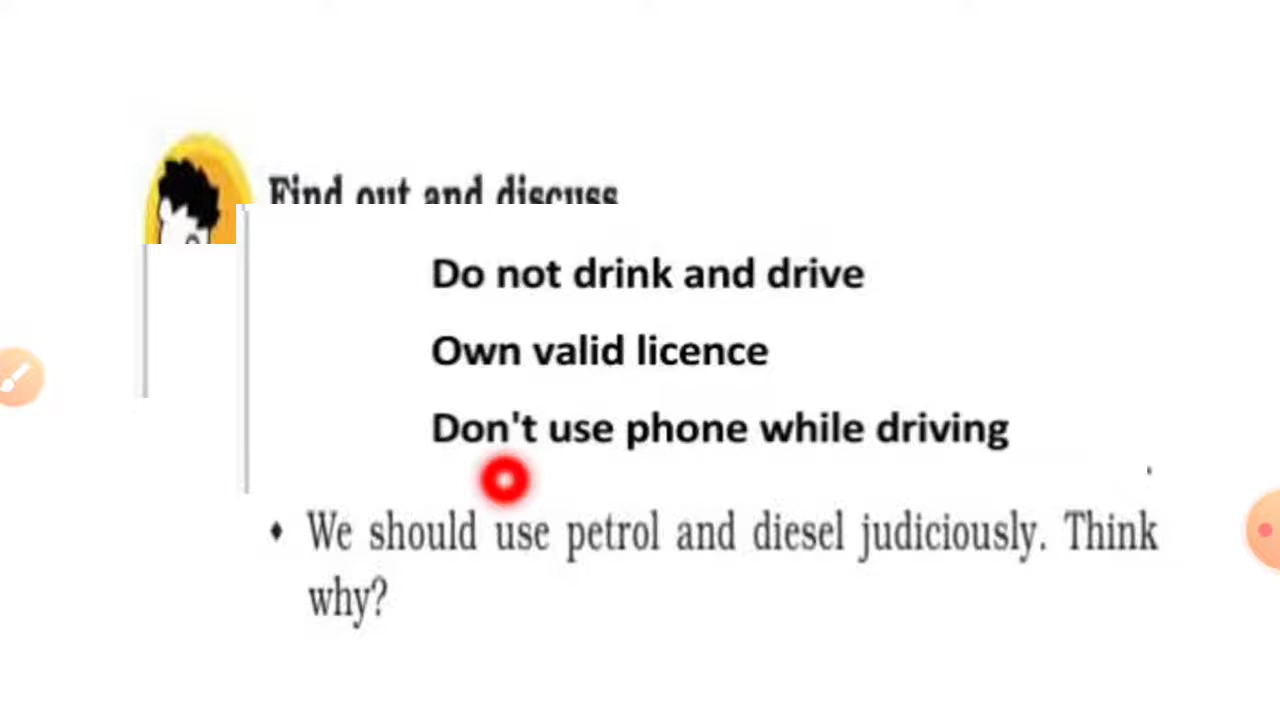 Find out and discuss
Do not drink and drive
Own valid licence
Don't use phone while driving
♦ We should use petrol and diesel judiciously. Think
why?